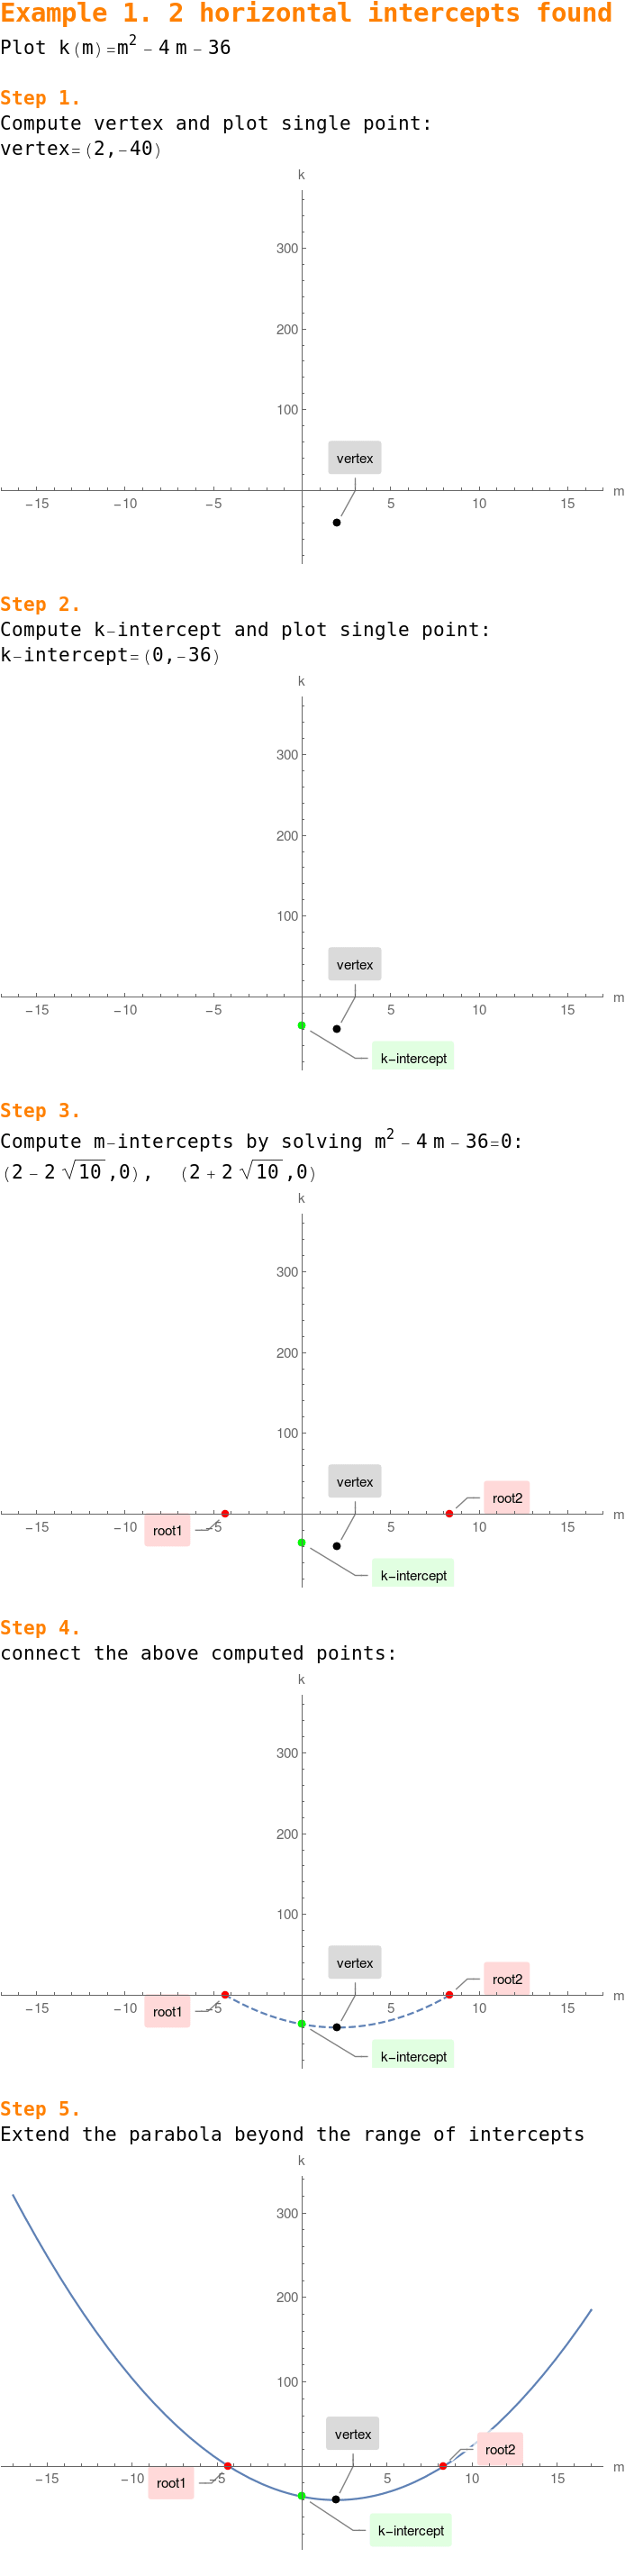 Example 1. 2 horizontal intercepts found
Plot k(m)=m² − 4 m − 36
Step 1.
Compute vertex and plot single point:
vertex=(2,−40)
k
300
200
100
vertex
−15 −10 −5 5 10 15 m
Step 2.
Compute k−intercept and plot single point:
k−intercept=(0,−36)
k
300
200
100
vertex
−15 −10 −5 5 10 15 m
k−intercept
Step 3.
Compute m−intercepts by solving m² − 4 m − 36=0:
(2 − 2 √10 ,0), (2 + 2 √10 ,0)
k
300
200
100
vertex
root2
−15 −10 −5 5 10 15 m
root1
k−intercept
Step 4.
connect the above computed points:
k
300
200
100
vertex
root2
−15 −10 −5 5 10 15 m
root1
k−intercept
Step 5.
Extend the parabola beyond the range of intercepts
k
300
200
100
vertex
root2
−15 −10 −5 5 10 15 m
root1
k−intercept